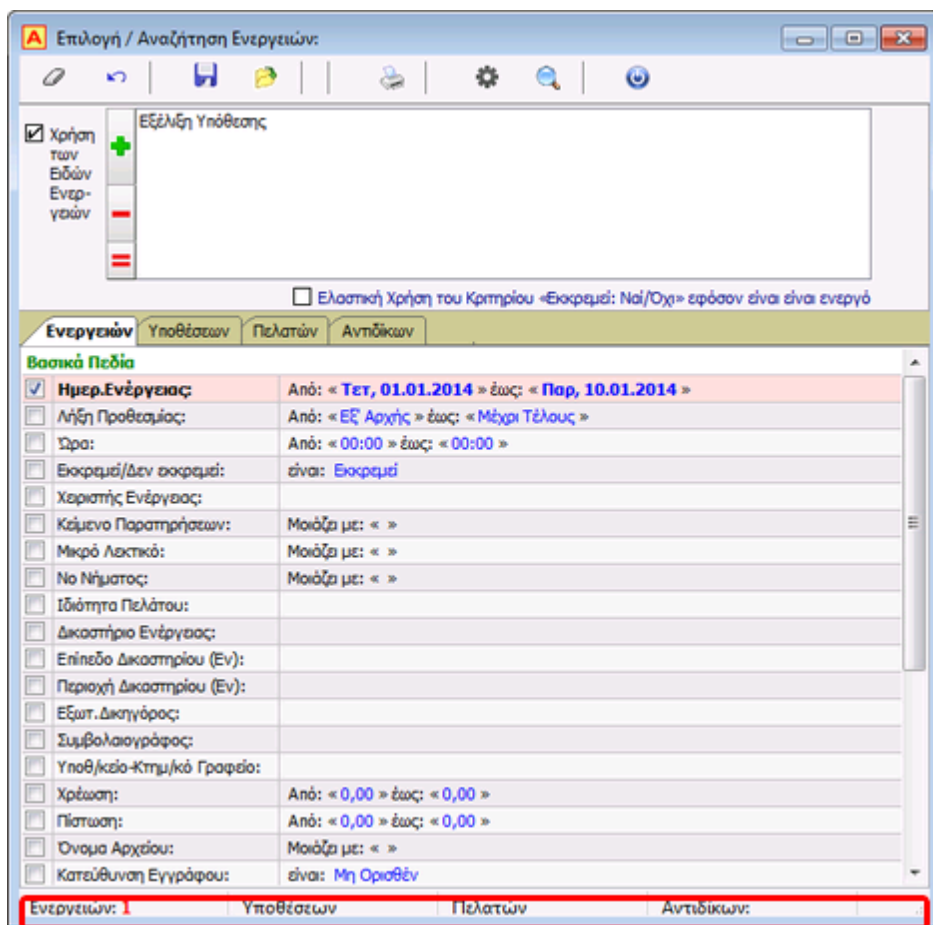 Επιλογή / Αναζήτηση Ενεργειών:
Χρήση
των
Ειδών
Ενερ-
γειών
Εξέλιξη Υπόθεσης
Ελαστική Χρήση του Κριτηρίου «Εκκρεμεί: Ναί/Όχι» εφόσον είναι είναι ενεργό
Ενεργειών Υποθέσεων Πελατών Αντιδίκων
Βασικά Πεδία
Ημερ.Ενέργειας: Από: « Τετ, 01.01.2014 » έως: « Παρ, 10.01.2014 »
Λήξη Προθεσμίας: Από: « Εξ' Αρχής » έως: « Μέχρι Τέλους »
Ώρα: Από: « 00:00 » έως: « 00:00 »
Εκκρεμεί/Δεν εκκρεμεί: είναι: Εκκρεμεί
Χειριστής Ενέργειας:
Κείμενο Παρατηρήσεων: Μοιάζει με: « »
Μικρό Λεκτικό: Μοιάζει με: « »
Νο Νήματος: Μοιάζει με: « »
Ιδιότητα Πελάτου:
Δικαστήριο Ενέργειας:
Επίπεδο Δικαστηρίου (Εν):
Περιοχή Δικαστηρίου (Εν):
Εξωτ.Δικηγόρος:
Συμβολαιογράφος:
Υποθ/κείο-Κτημ/κό Γραφείο:
Χρέωση: Από: « 0,00 » έως: « 0,00 »
Πίστωση: Από: « 0,00 » έως: « 0,00 »
Όνομα Αρχείου: Μοιάζει με: « »
Κατεύθυνση Εγγράφου: είναι: Μη Ορισθέν
Ενεργειών: 1 Υποθέσεων Πελατών Αντιδίκων: